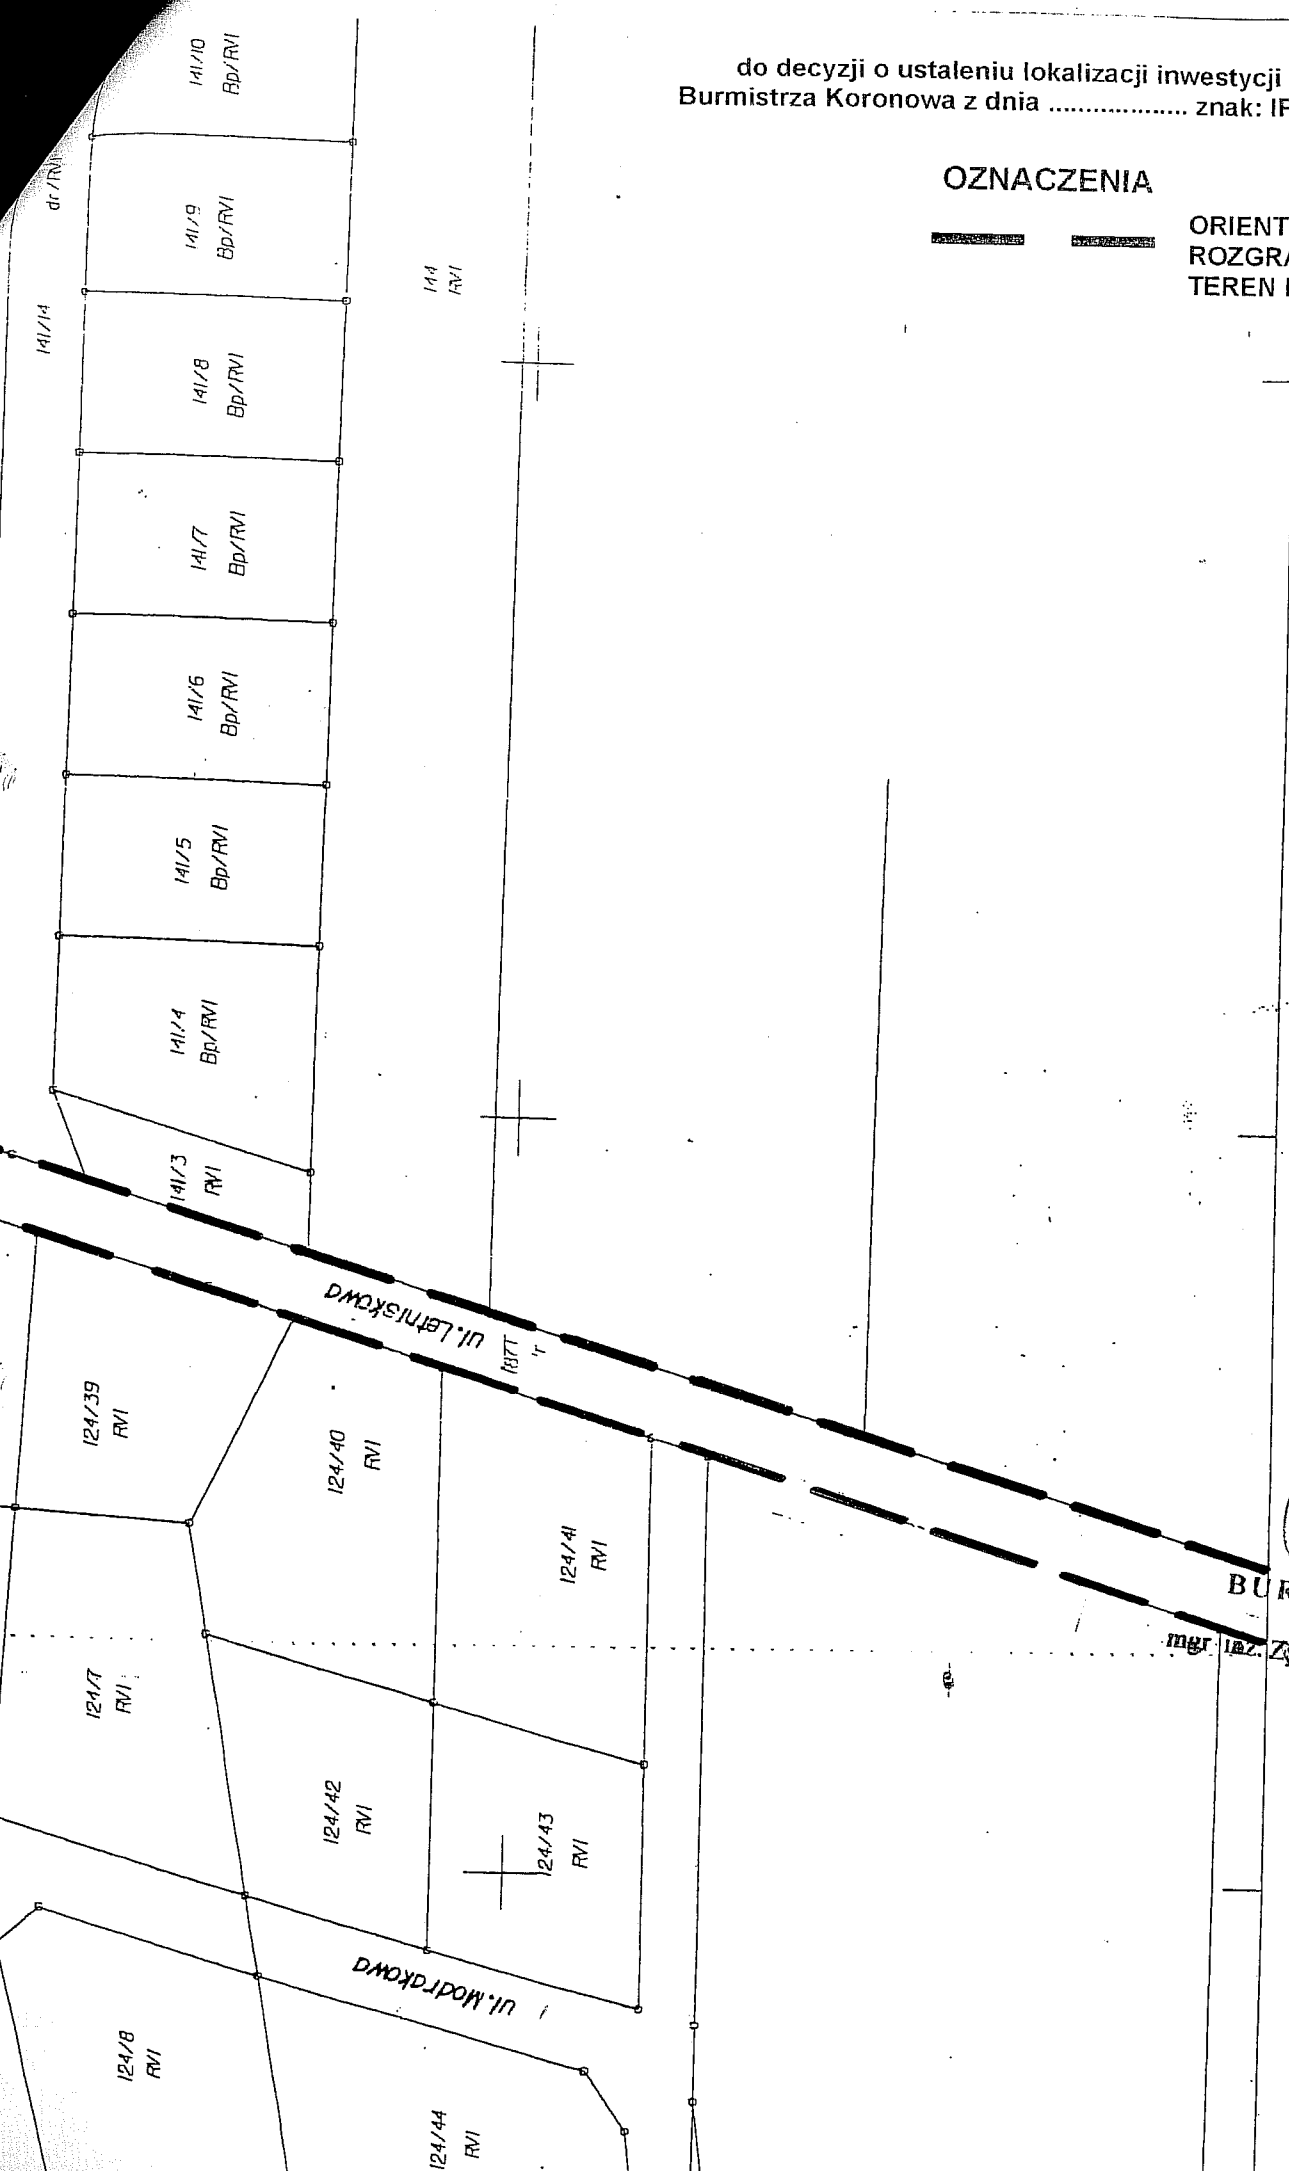 do decyzji o ustaleniu lokalizacji inwestycji
Burmistrza Koronowa z dnia ................... znak:
OZNACZENIA
ORIENT
ROZGRA
TEREN
141/10
Bp/RVI
dr/RVI
141/9
Bp/RVI
141/14
144
RVI
141/8
Bp/RVI
141/7
Bp/RVI
141/6
Bp/RVI
141/5
Bp/RVI
141/4
Bp/RVI
141/3
RVI
ul.Letniskowa
124/39
RVI
124/40
RVI
124/41
RVI
BUR
mgr inż.
124/7
RVI
124/42
RVI
124/43
RVI
ul.Modrakowa
124/8
RVI
124/44
RVI